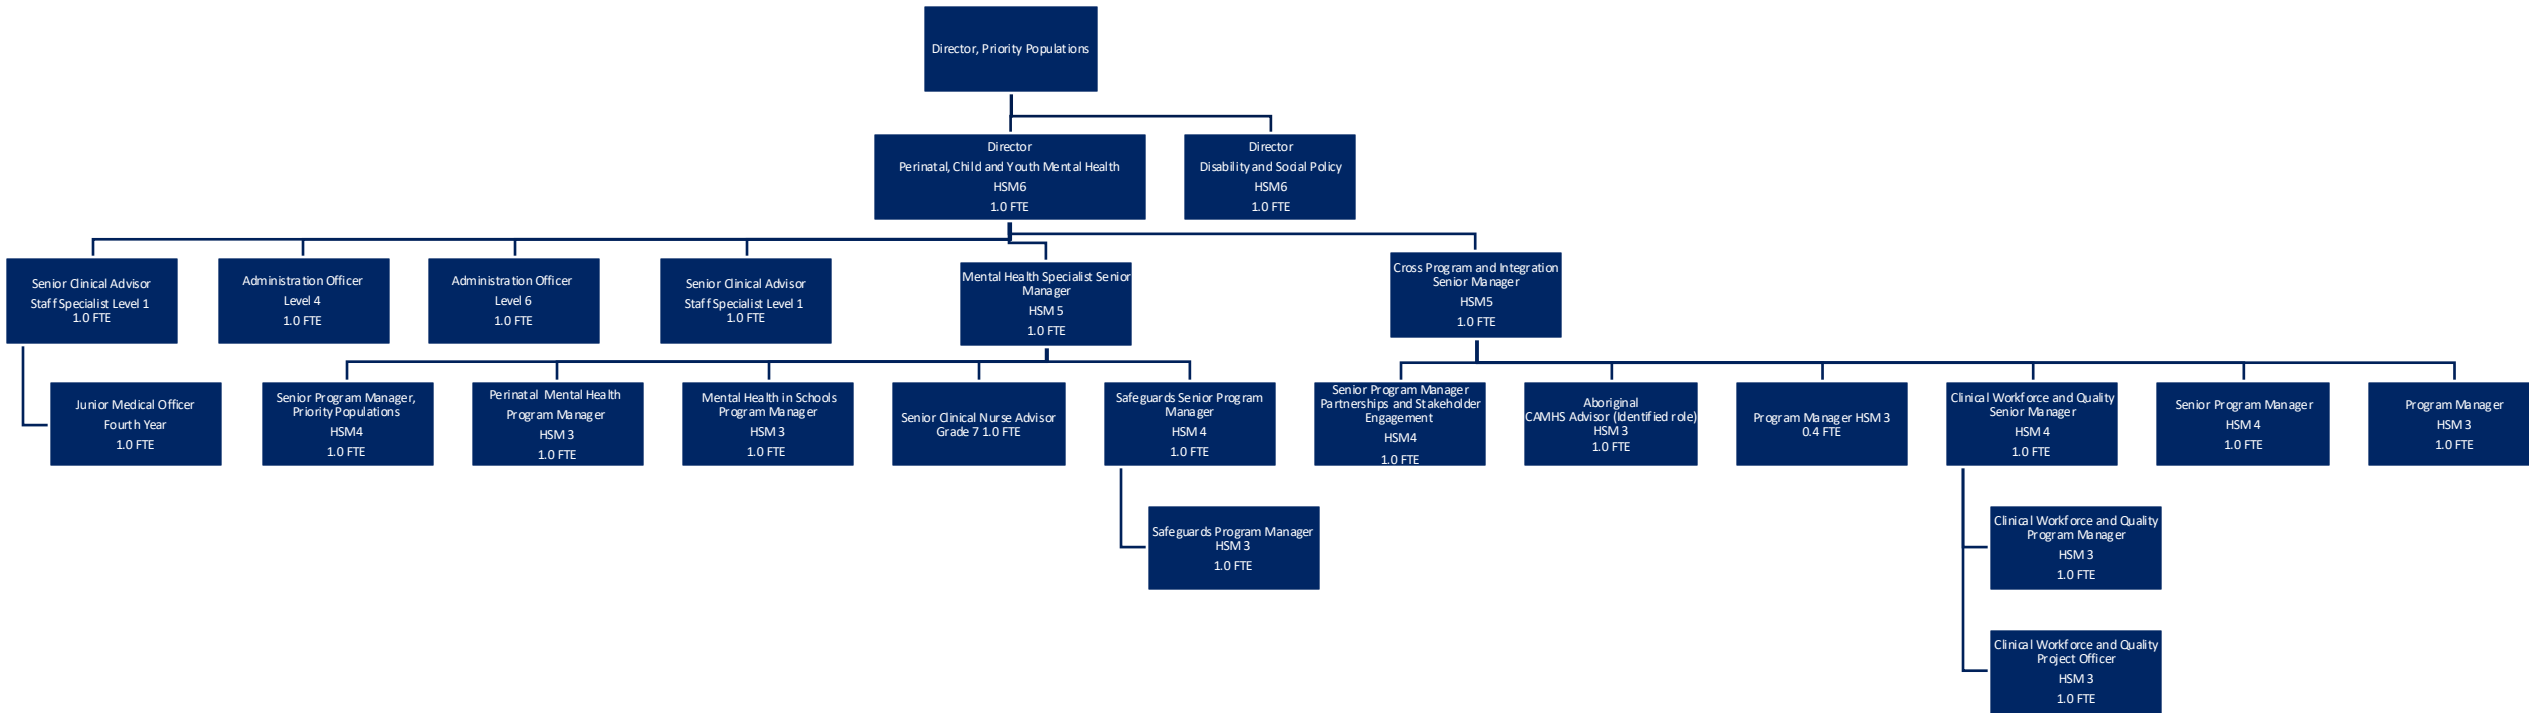 Director, Priority Populations
Director
Perinatal, Child and Youth Mental Health
HSM6
1.0 FTE
Director
Disability and Social Policy
HSM6
1.0 FTE
Senior Clinical Advisor
Staff Specialist Level 1
1.0 FTE
Administration Officer
Level 4
1.0 FTE
Administration Officer
Level 6
1.0 FTE
Senior Clinical Advisor
Staff Specialist Level 1
1.0 FTE
Mental Health Specialist Senior
Manager
HSM 5
1.0 FTE
Cross Program and Integration
Senior Manager
HSM5
1.0 FTE
Junior Medical Officer
Fourth Year
1.0 FTE
Senior Program Manager,
Priority Populations
HSM4
1.0 FTE
Perinatal Mental Health
Program Manager
HSM 3
1.0 FTE
Mental Health in Schools
Program Manager
HSM 3
1.0 FTE
Senior Clinical Nurse Advisor
Grade 7 1.0 FTE
Safeguards Senior Program
Manager
HSM 4
1.0 FTE
Senior Program Manager
Partnerships and Stakeholder
Engagement
HSM4
1.0 FTE
Aboriginal
CAMHS Advisor (Identified role)
HSM 3
1.0 FTE
Program Manager HSM 3
0.4 FTE
Clinical Workforce and Quality
Senior Manager
HSM 4
1.0 FTE
Senior Program Manager
HSM 4
1.0 FTE
Program Manager
HSM 3
1.0 FTE
Safeguards Program Manager
HSM 3
1.0 FTE
Clinical Workforce and Quality
Program Manager
HSM 3
1.0 FTE
Clinical Workforce and Quality
Project Officer
HSM 3
1.0 FTE